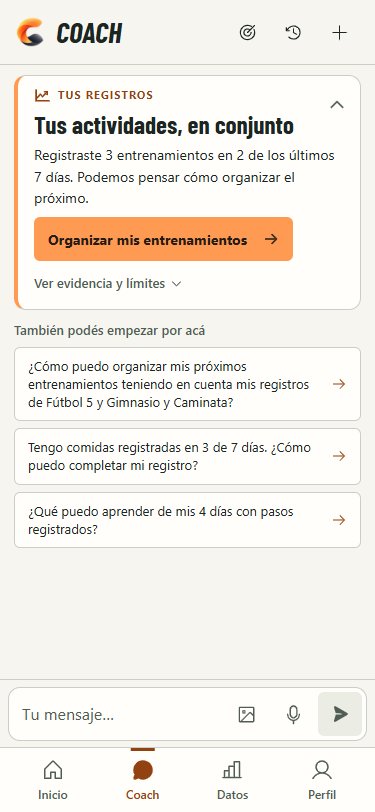 COACH
TUS REGISTROS
Tus actividades, en conjunto
Registraste 3 entrenamientos en 2 de los últimos
7 días. Podemos pensar cómo organizar el
próximo.
Organizar mis entrenamientos
Ver evidencia y límites
También podés empezar por acá
¿Cómo puedo organizar mis próximos
entrenamientos teniendo en cuenta mis registros
de Fútbol 5 y Gimnasio y Caminata?
Tengo comidas registradas en 3 de 7 días. ¿Cómo
puedo completar mi registro?
¿Qué puedo aprender de mis 4 días con pasos
registrados?
Tu mensaje...
Inicio
Coach
Datos
Perfil